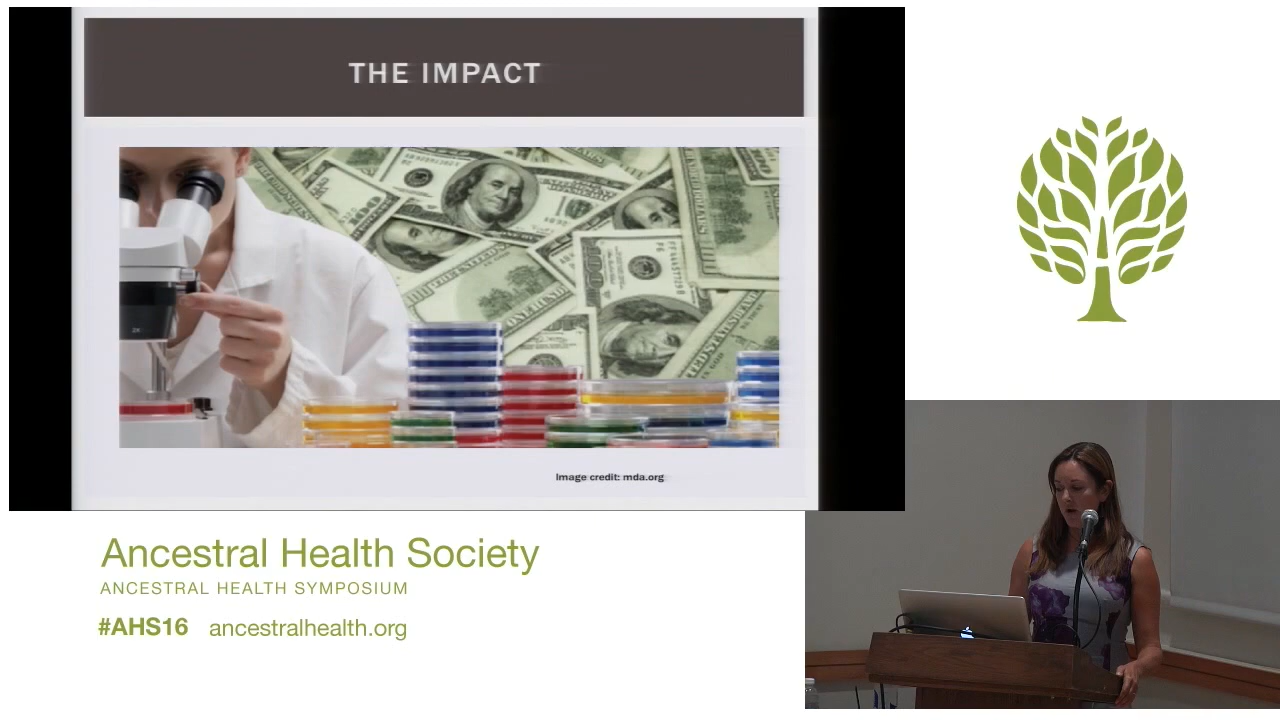 THE IMPACT
Image credit: mda.org
Ancestral Health Society
ANCESTRAL HEALTH SYMPOSIUM
#AHS16 ancestralhealth.org